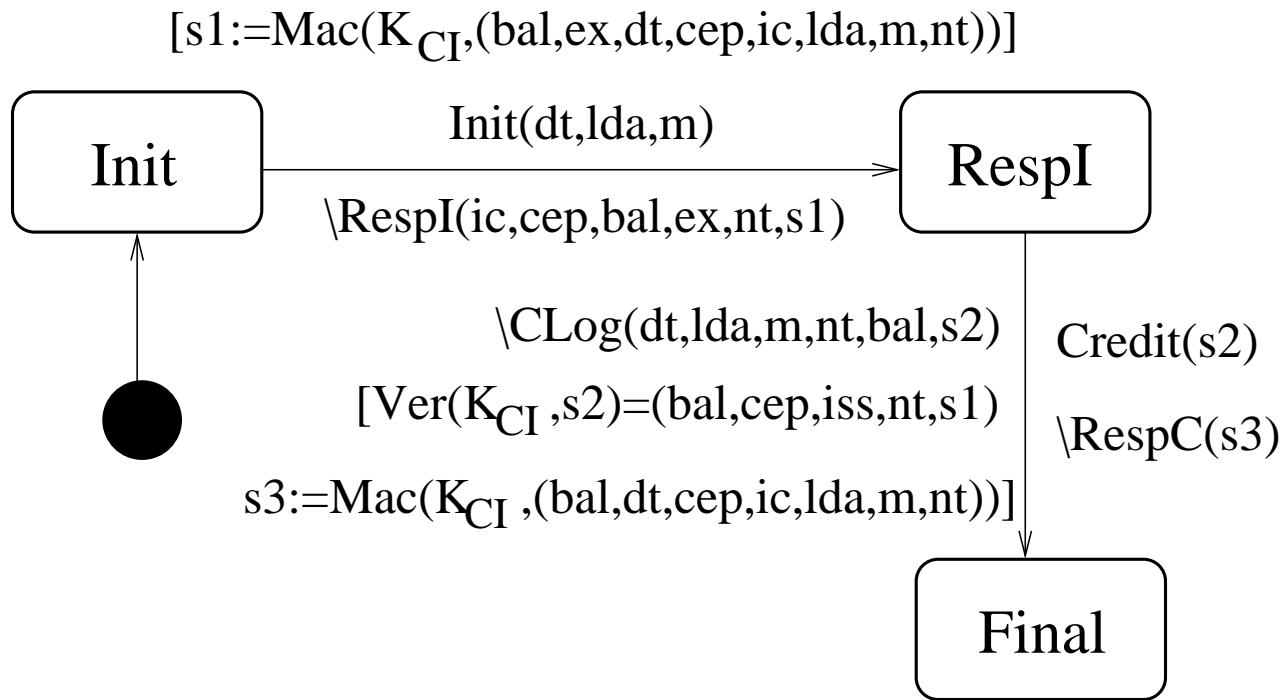 [s1:=Mac(K_CI,(bal,ex,dt,cep,ic,lda,m,nt))]
Init(dt,lda,m)
Init
RespI
\RespI(ic,cep,bal,ex,nt,s1)
\CLog(dt,lda,m,nt,bal,s2)
Credit(s2)
[Ver(K_CI ,s2)=(bal,cep,iss,nt,s1)
\RespC(s3)
s3:=Mac(K_CI ,(bal,dt,cep,ic,lda,m,nt))]
Final